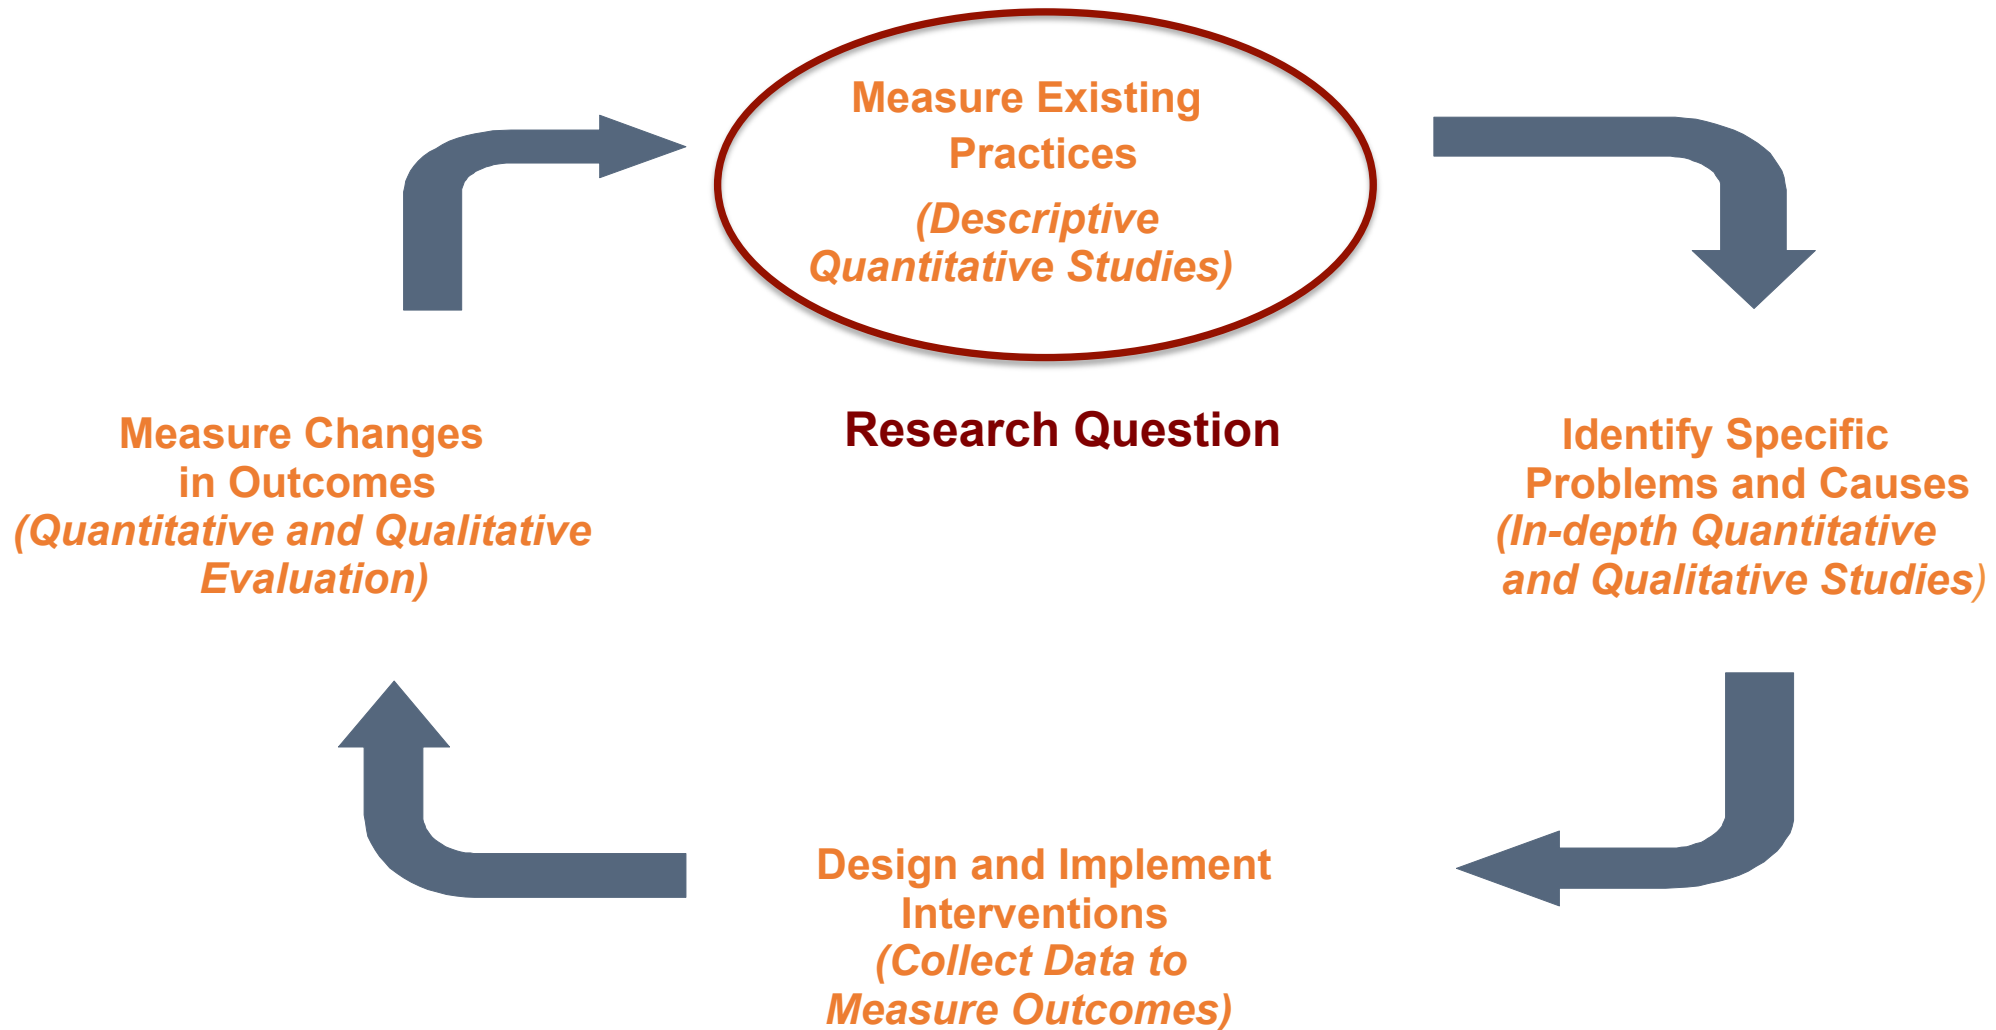 Measure Existing
Practices
(Descriptive
Quantitative Studies)
Research Question
Measure Changes
in Outcomes
(Quantitative and Qualitative
Evaluation)
Identify Specific
Problems and Causes
(In-depth Quantitative
and Qualitative Studies)
Design and Implement
Interventions
(Collect Data to
Measure Outcomes)